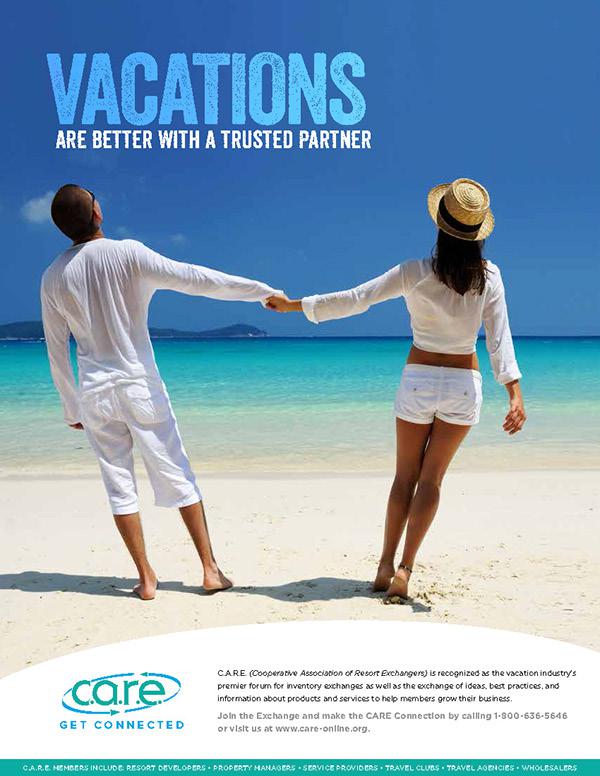 VACATIONS
ARE BETTER WITH A TRUSTED PARTNER
c.a.r.e.
GET CONNECTED
C.A.R.E. (Cooperative Association of Resort Exchangers) is recognized as the vacation industry's
premier forum for inventory exchanges as well as the exchange of ideas, best practices, and
information about products and services to help members grow their business.
Join the Exchange and make the CARE Connection by calling 1-800-636-5646
or visit us at www.care-online.org.
C.A.R.E. MEMBERS INCLUDE: RESORT DEVELOPERS • PROPERTY MANAGERS • SERVICE PROVIDERS • TRAVEL CLUBS • TRAVEL AGENCIES • WHOLESALERS